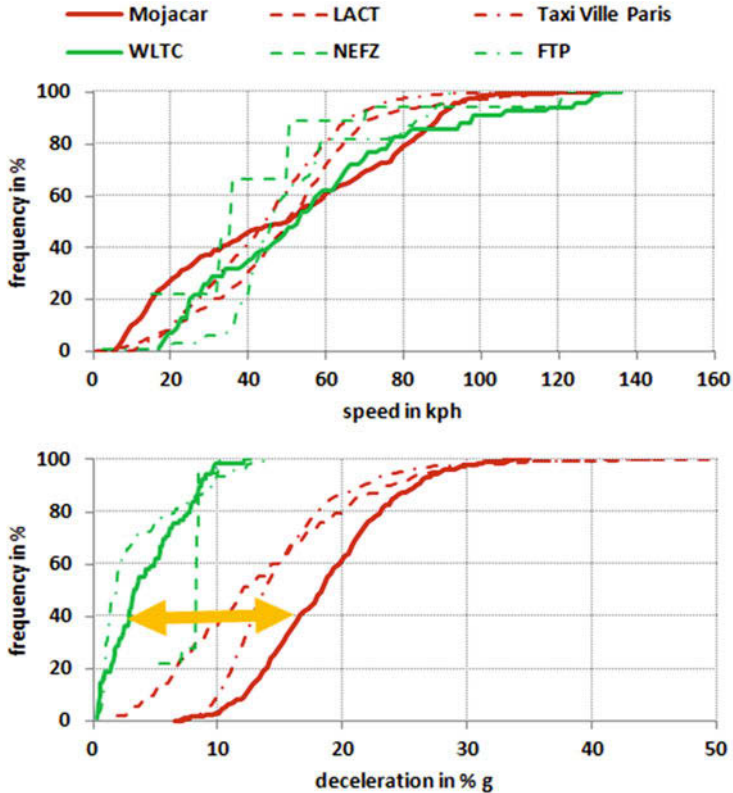 Mojacar LACT Taxi Ville Paris
WLTC NEFZ FTP
100
80
60
40
20
0
frequency in %
0 20 40 60 80 100 120 140 160
speed in kph
100
80
60
40
20
0
frequency in %
0 10 20 30 40 50
deceleration in % g